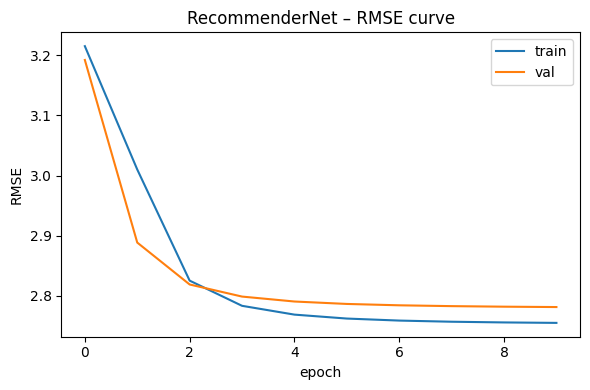 RecommenderNet – RMSE curve
train
val
3.2
3.1
3.0
2.9
2.8
RMSE
0 2 4 6 8
epoch